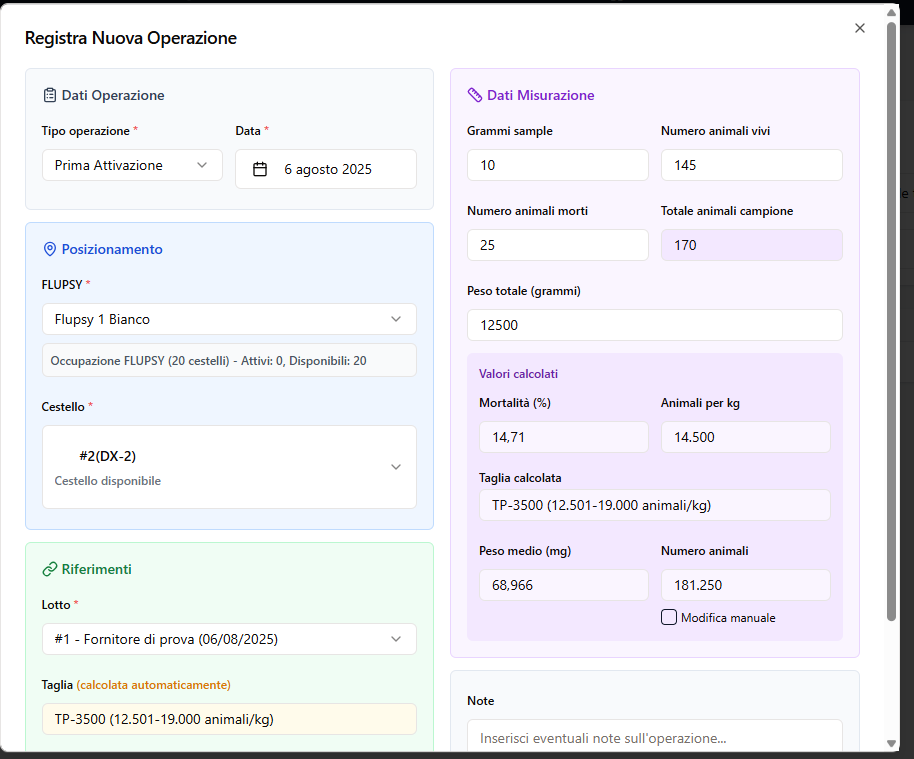 Registra Nuova Operazione
Dati Operazione
Tipo operazione *
Data *
Prima Attivazione
6 agosto 2025
Posizionamento
FLUPSY *
Flupsy 1 Bianco
Occupazione FLUPSY (20 cestelli) - Attivi: 0, Disponibili: 20
Cestello *
#2(DX-2)
Cestello disponibile
Riferimenti
Lotto *
#1 - Fornitore di prova (06/08/2025)
Taglia (calcolata automaticamente)
TP-3500 (12.501-19.000 animali/kg)
Dati Misurazione
Grammi sample
Numero animali vivi
10
145
Numero animali morti
Totale animali campione
25
170
Peso totale (grammi)
12500
Valori calcolati
Mortalità (%)
Animali per kg
14,71
14.500
Taglia calcolata
TP-3500 (12.501-19.000 animali/kg)
Peso medio (mg)
Numero animali
68,966
181.250
Modifica manuale
Note
Inserisci eventuali note sull'operazione...